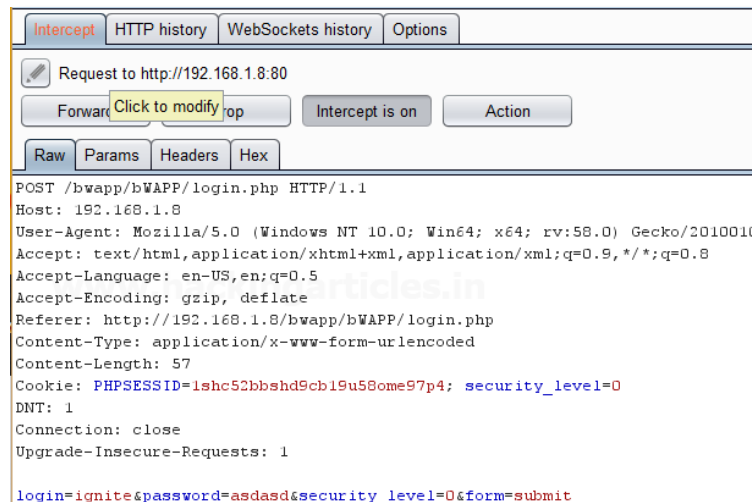 Intercept HTTP history WebSockets history Options
Request to http://192.168.1.8:80
Forward Click to modify rop Intercept is on Action
Raw Params Headers Hex
POST /bwapp/bWAPP/login.php HTTP/1.1
Host: 192.168.1.8
User-Agent: Mozilla/5.0 (Windows NT 10.0; Win64; x64; rv:58.0) Gecko/2010010
Accept: text/html,application/xhtml+xml,application/xml;q=0.9,*/*;q=0.8
Accept-Language: en-US,en;q=0.5
Accept-Encoding: gzip, deflate
www.hackingarticles.in
Referer: http://192.168.1.8/bwapp/bWAPP/login.php
Content-Type: application/x-www-form-urlencoded
Content-Length: 57
Cookie: PHPSESSID=1shc52bbshd9cb19u58ome97p4; security_level=0
DNT: 1
Connection: close
Upgrade-Insecure-Requests: 1
login=ignite&password=asdasd&security_level=0&form=submit